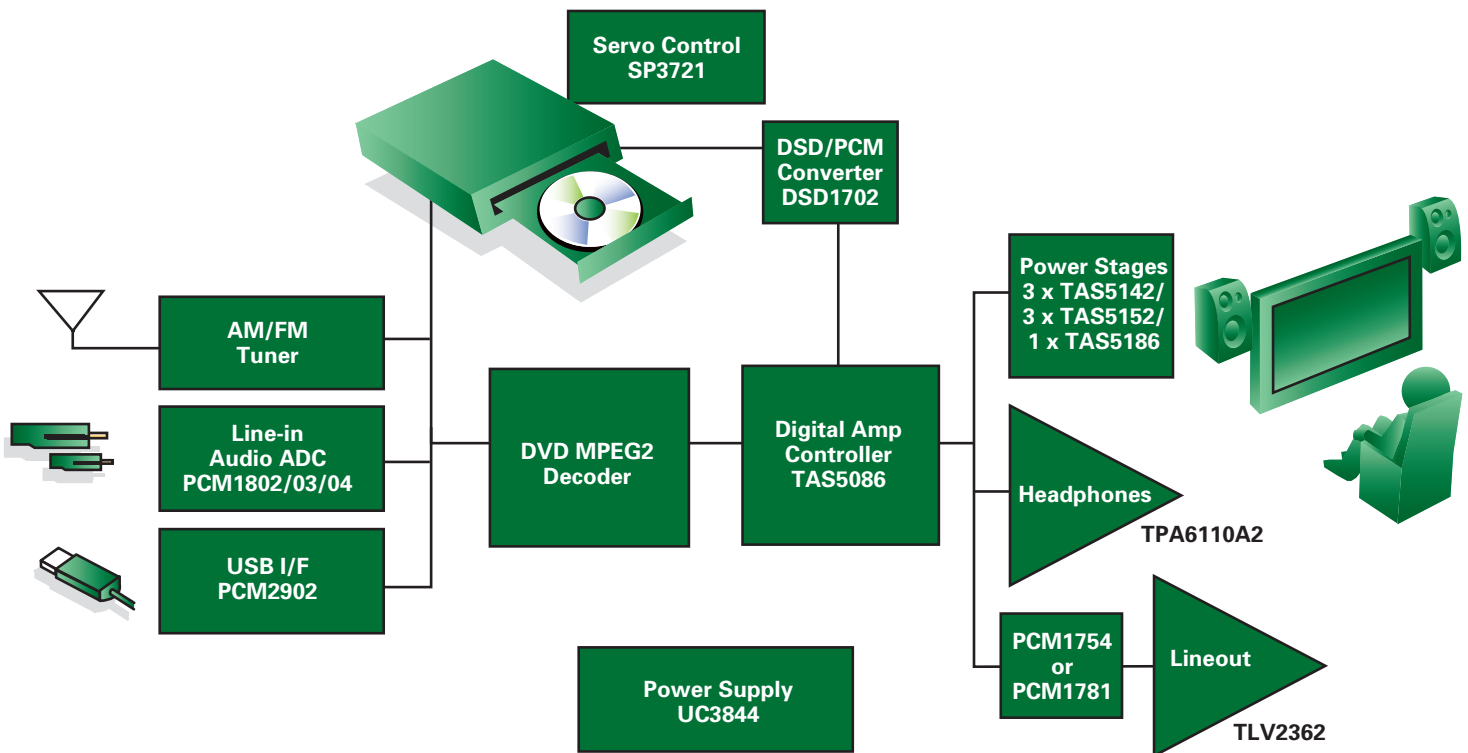 Servo Control
SP3721
DSD/PCM
Converter
DSD1702
Power Stages
3 x TAS5142/
3 x TAS5152/
1 x TAS5186
AM/FM
Tuner
Line-in
Audio ADC
PCM1802/03/04
DVD MPEG2
Decoder
Digital Amp
Controller
TAS5086
Headphones
TPA6110A2
USB I/F
PCM2902
PCM1754
or
PCM1781
Lineout
TLV2362
Power Supply
UC3844